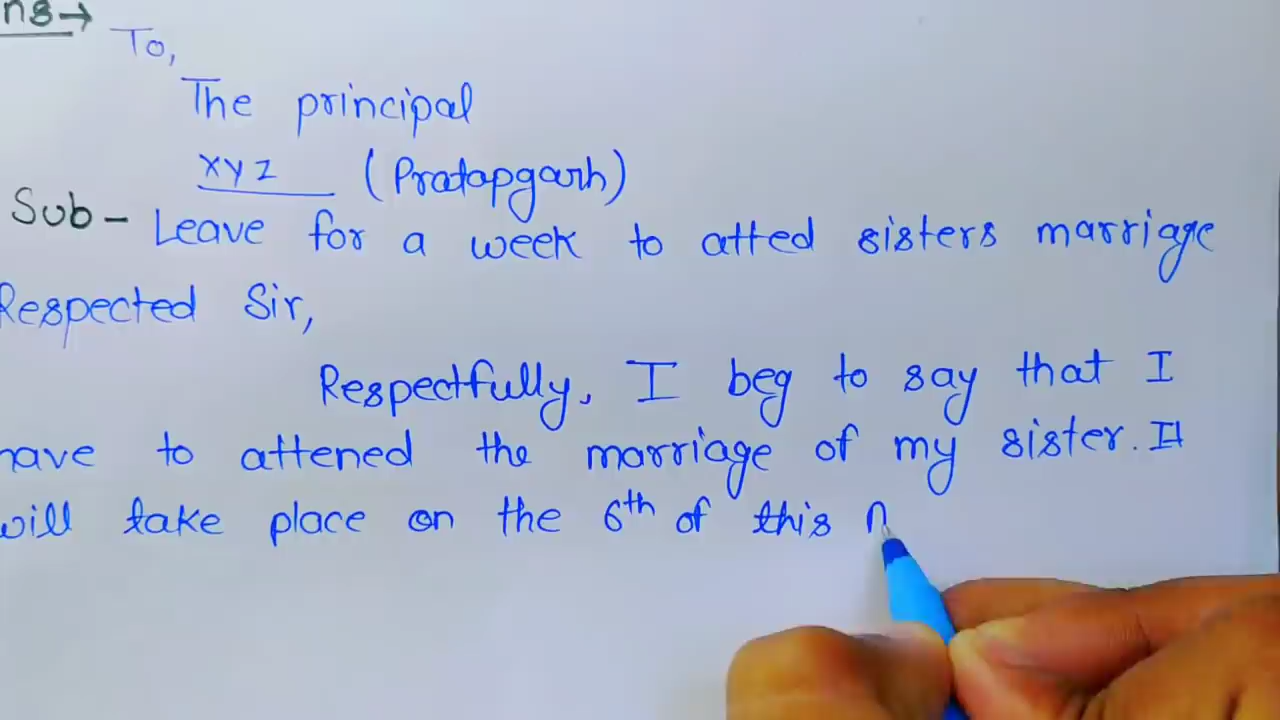 Ans→
To,
The principal
XYZ (Pratapgarh)
Sub- Leave for a week to atted sisters marriage
Respected Sir,
Respectfully, I beg to say that I
have to attened the marriage of my sister. It
will take place on the 6th of this